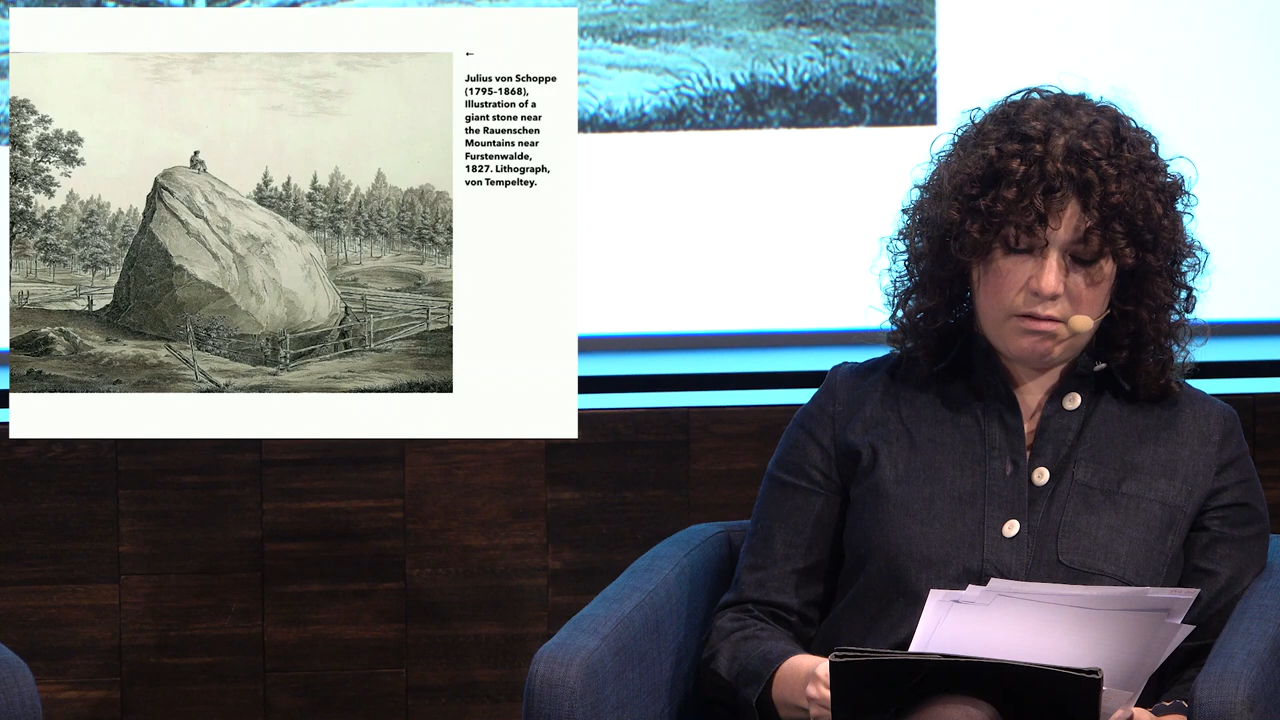 ←
Julius von Schoppe
(1795–1868),
Illustration of a
giant stone near
the Rauenschen
Mountains near
Furstenwalde,
1827. Lithograph,
von Tempeltey.